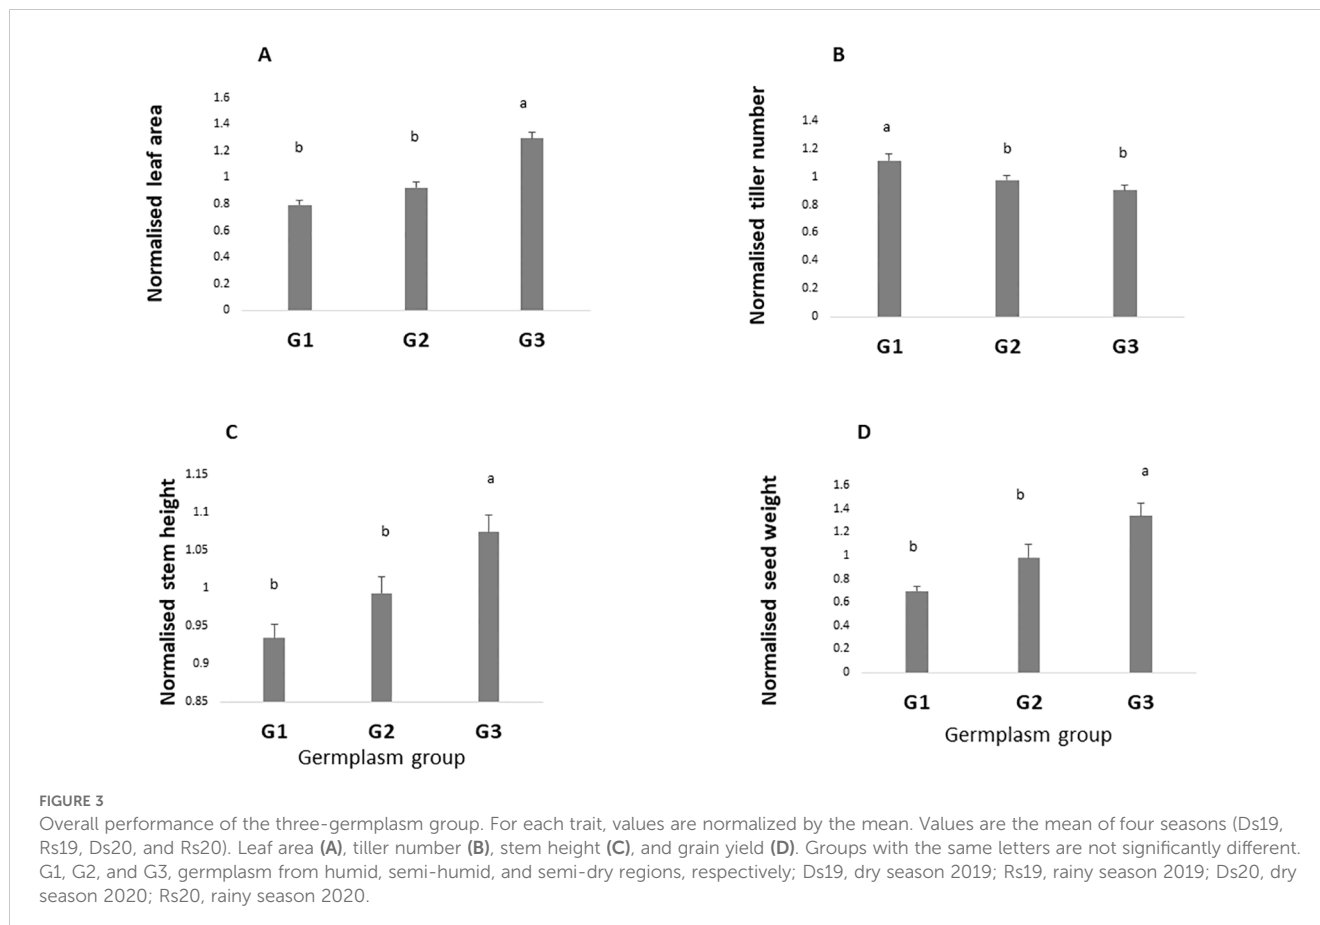 A
Normalised leaf area
1.6
1.4
1.2
1
0.8
0.6
0.4
0.2
0
b
b
a
G1 G2 G3
B
Normalised tiller number
1.4
1.2
1
0.8
0.6
0.4
0.2
0
a
b
b
G1 G2 G3
C
Normalised stem height
1.15
1.1
1.05
1
0.95
0.9
0.85
b
b
a
G1 G2 G3
Germplasm group
D
Normalised seed weight
1.6
1.4
1.2
1
0.8
0.6
0.4
0.2
0
b
b
a
G1 G2 G3
Germplasm group
FIGURE 3
Overall performance of the three-germplasm group. For each trait, values are normalized by the mean. Values are the mean of four seasons (Ds19,
Rs19, Ds20, and Rs20). Leaf area (A), tiller number (B), stem height (C), and grain yield (D). Groups with the same letters are not significantly different.
G1, G2, and G3, germplasm from humid, semi-humid, and semi-dry regions, respectively; Ds19, dry season 2019; Rs19, rainy season 2019; Ds20, dry
season 2020; Rs20, rainy season 2020.